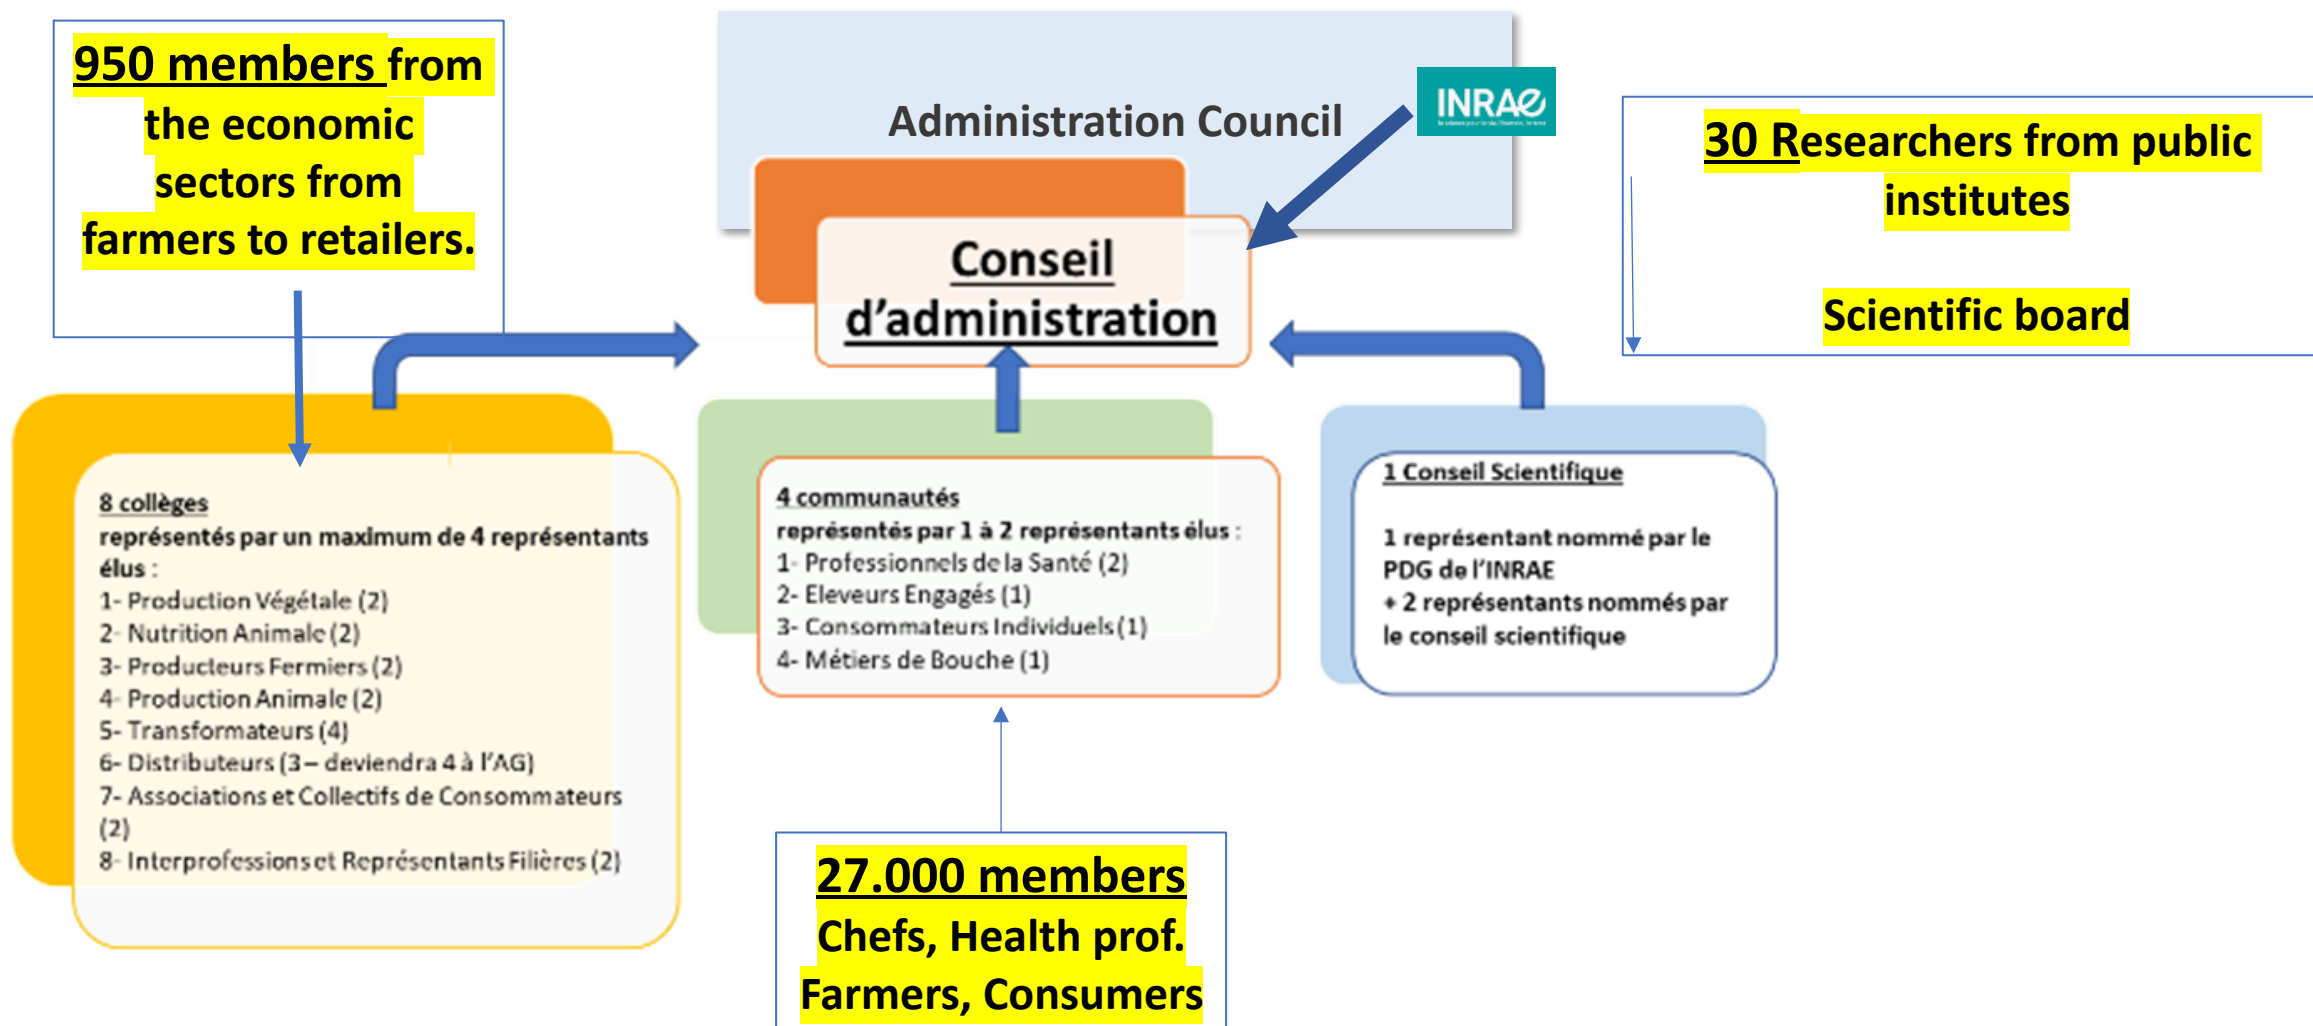 950 members from
the economic
sectors from
farmers to retailers.
Administration Council
INRAE
30 Researchers from public
institutes
Scientific board
Conseil
d'administration
8 collèges
représentés par un maximum de 4 représentants
élus :
1- Production Végétale (2)
2- Nutrition Animale (2)
3- Producteurs Fermiers (2)
4- Production Animale (2)
5- Transformateurs (4)
6- Distributeurs (3 – deviendra 4 à l'AG)
7- Associations et Collectifs de Consommateurs
(2)
8- Interprofessions et Représentants Filières (2)
4 communautés
représentés par 1 à 2 représentants élus :
1- Professionnels de la Santé (2)
2- Eleveurs Engagés (1)
3- Consommateurs Individuels (1)
4- Métiers de Bouche (1)
1 Conseil Scientifique
1 représentant nommé par le
PDG de l'INRAE
+ 2 représentants nommés par
le conseil scientifique
27.000 members
Chefs, Health prof.
Farmers, Consumers